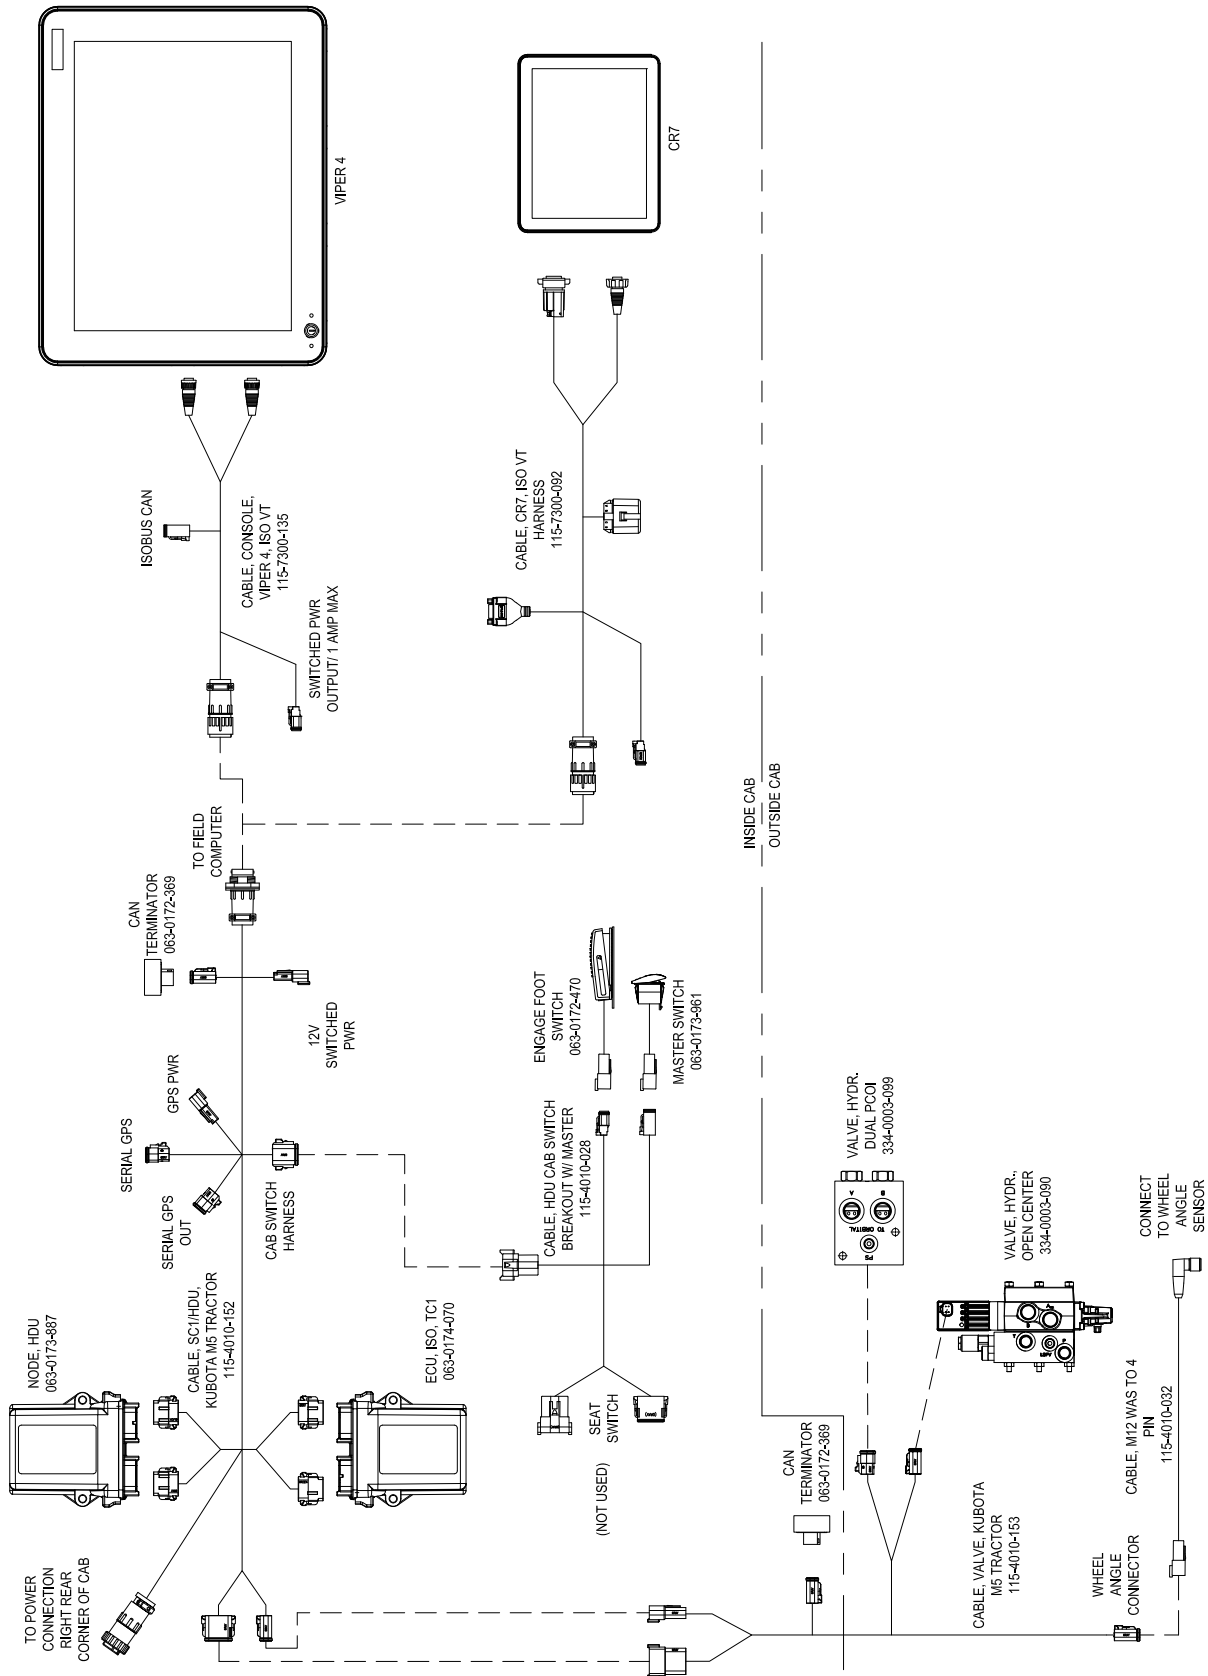 VIPER 4
CR7
ISOBUS CAN
CABLE, CONSOLE,
VIPER 4, ISO VT
115-7300-135
SWITCHED PWR
OUTPUT/ 1 AMP MAX
CABLE, CR7, ISO VT
HARNESS
115-7300-092
TO FIELD
COMPUTER
INSIDE CAB
OUTSIDE CAB
CAN
TERMINATOR
063-0172-369
12V
SWITCHED
PWR
GPS PWR
SERIAL GPS
SERIAL GPS
OUT
CAB SWITCH
HARNESS
ENGAGE FOOT
SWITCH
063-0172-470
MASTER SWITCH
063-0173-961
CABLE, HDU CAB SWITCH
BREAKOUT W/ MASTER
115-4010-028
VALVE, HYDR.
DUAL PCOI
334-0003-099
A
B
TO ORBITAL
PS
VALVE, HYDR.,
OPEN CENTER
334-0003-090
CONNECT
TO WHEEL
ANGLE
SENSOR
NODE, HDU
063-0173-887
CABLE, SC1/HDU,
KUBOTA M5 TRACTOR
115-4010-152
ECU, ISO, TC1
063-0174-070
SEAT
SWITCH
(NOT USED)
CAN
TERMINATOR
063-0172-369
CABLE, M12 WAS TO 4
PIN
115-4010-032
CABLE, VALVE, KUBOTA
M5 TRACTOR
115-4010-153
WHEEL
ANGLE
CONNECTOR
TO POWER
CONNECTION
RIGHT REAR
CORNER OF CAB